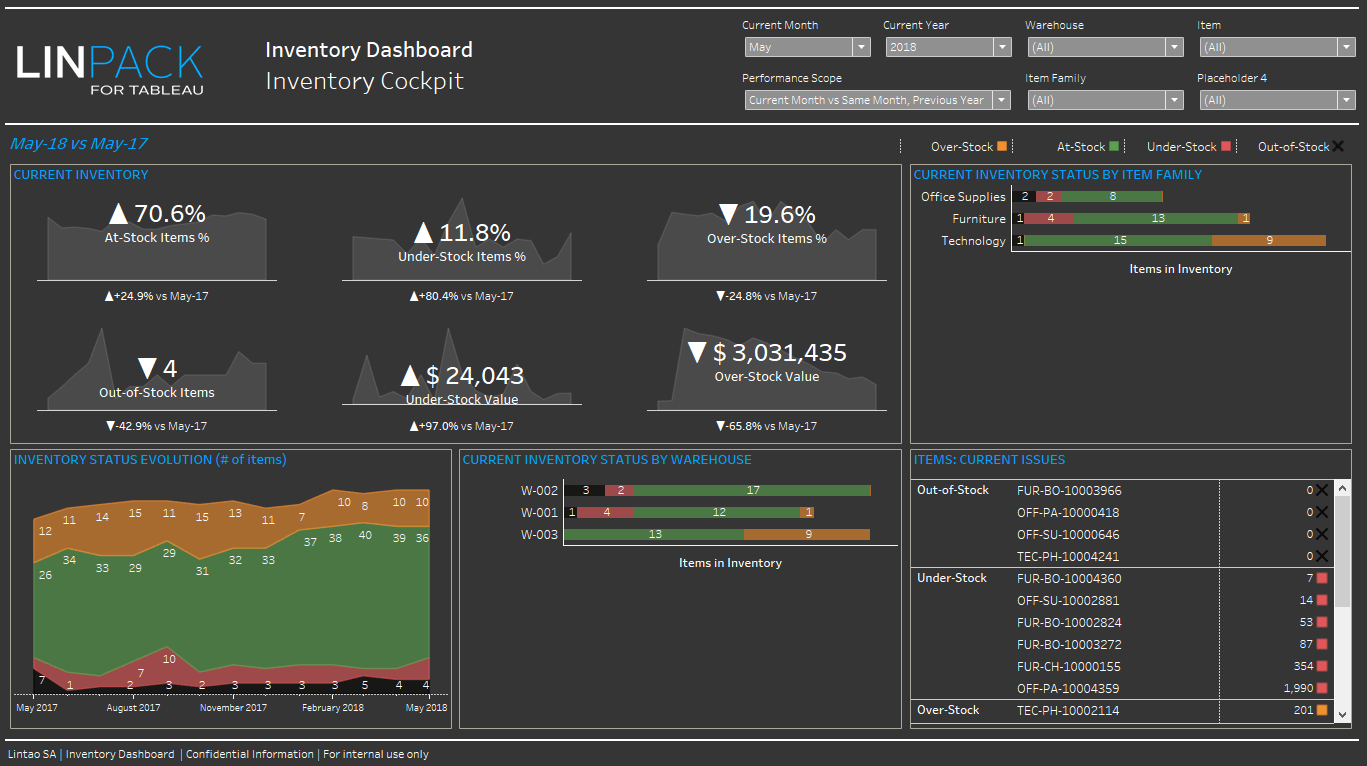 LINPACK
FOR TABLEAU
Inventory Dashboard
Inventory Cockpit
Current Month
May
Current Year
2018
Warehouse
(All)
Item
(All)
Performance Scope
Current Month vs Same Month, Previous Year
Item Family
(All)
Placeholder 4
(All)
May-18 vs May-17
Over-Stock
At-Stock
Under-Stock
Out-of-Stock
CURRENT INVENTORY
▲ 70.6%
At-Stock Items %
▲+24.9% vs May-17
▲ 11.8%
Under-Stock Items %
▲+80.4% vs May-17
▼ 19.6%
Over-Stock Items %
▼-24.8% vs May-17
▼ 4
Out-of-Stock Items
▼-42.9% vs May-17
▲ $ 24,043
Under-Stock Value
▲+97.0% vs May-17
▼ $ 3,031,435
Over-Stock Value
▼-65.8% vs May-17
CURRENT INVENTORY STATUS BY ITEM FAMILY
Office Supplies 2 2 8
Furniture 1 4 13 1
Technology 1 15 9
Items in Inventory
INVENTORY STATUS EVOLUTION (# of items)
12 11 14 15 11 15 13 11 7 10 8 10 10
26 34 33 29 29 31 32 33 37 38 40 39 36
7 10
7 1 2 3 2 3 3 3 3 5 4 4
May 2017 August 2017 November 2017 February 2018 May 2018
CURRENT INVENTORY STATUS BY WAREHOUSE
W-002 3 2 17
W-001 1 4 12 1
W-003 13 9
Items in Inventory
ITEMS: CURRENT ISSUES
Out-of-Stock FUR-BO-10003966 0
OFF-PA-10000418 0
OFF-SU-10000646 0
TEC-PH-10004241 0
Under-Stock FUR-BO-10004360 7
OFF-SU-10002881 14
FUR-BO-10002824 53
FUR-BO-10003272 87
FUR-CH-10000155 354
OFF-PA-10004359 1,990
Over-Stock TEC-PH-10002114 201
Lintao SA | Inventory Dashboard | Confidential Information | For internal use only